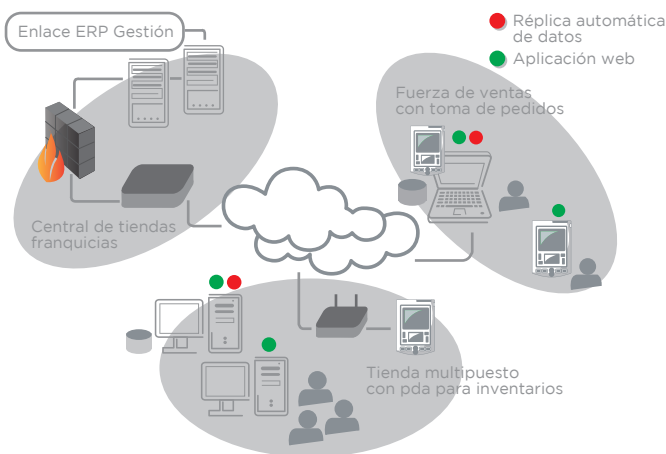 Enlace ERP Gestión
Réplica automática
de datos
Aplicación web
Fuerza de ventas
con toma de pedidos
Central de tiendas
franquicias
Tienda multipuesto
con pda para inventarios